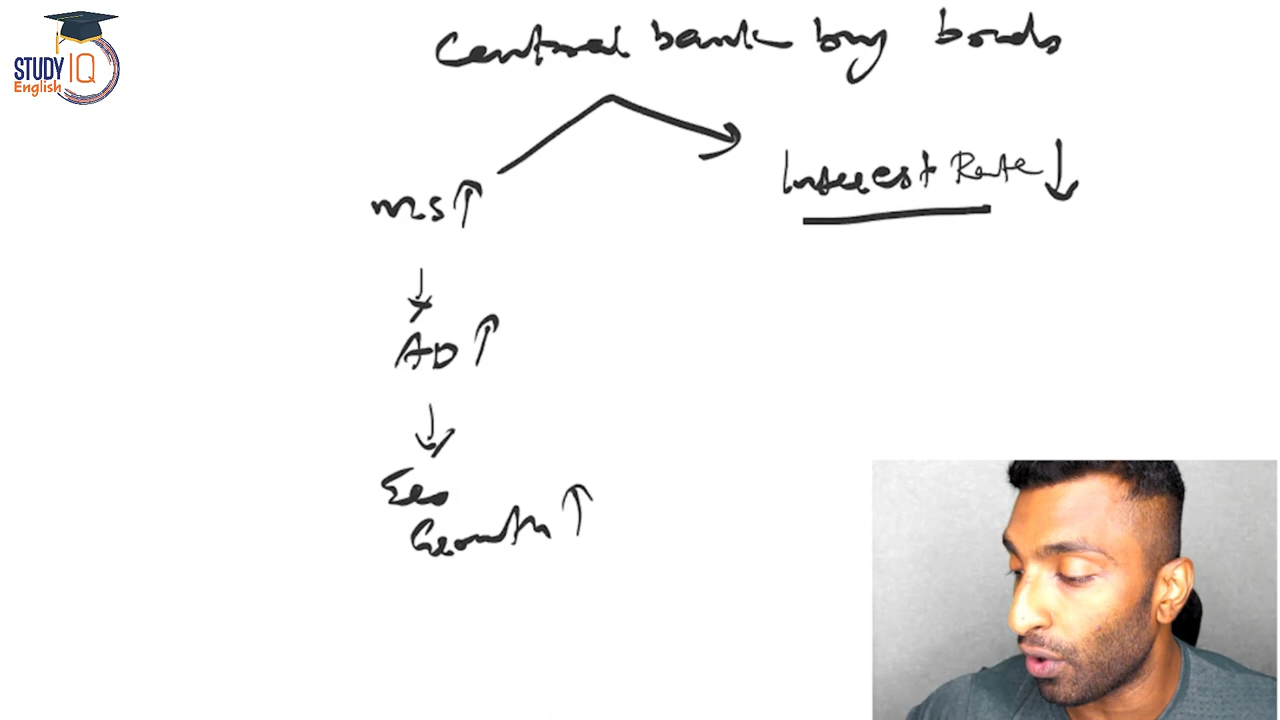 STUDY IQ
English
Central bank buy bonds
Interest Rate ↓
MS ↑
↓
AD ↑
↓
Eco
Growth ↑